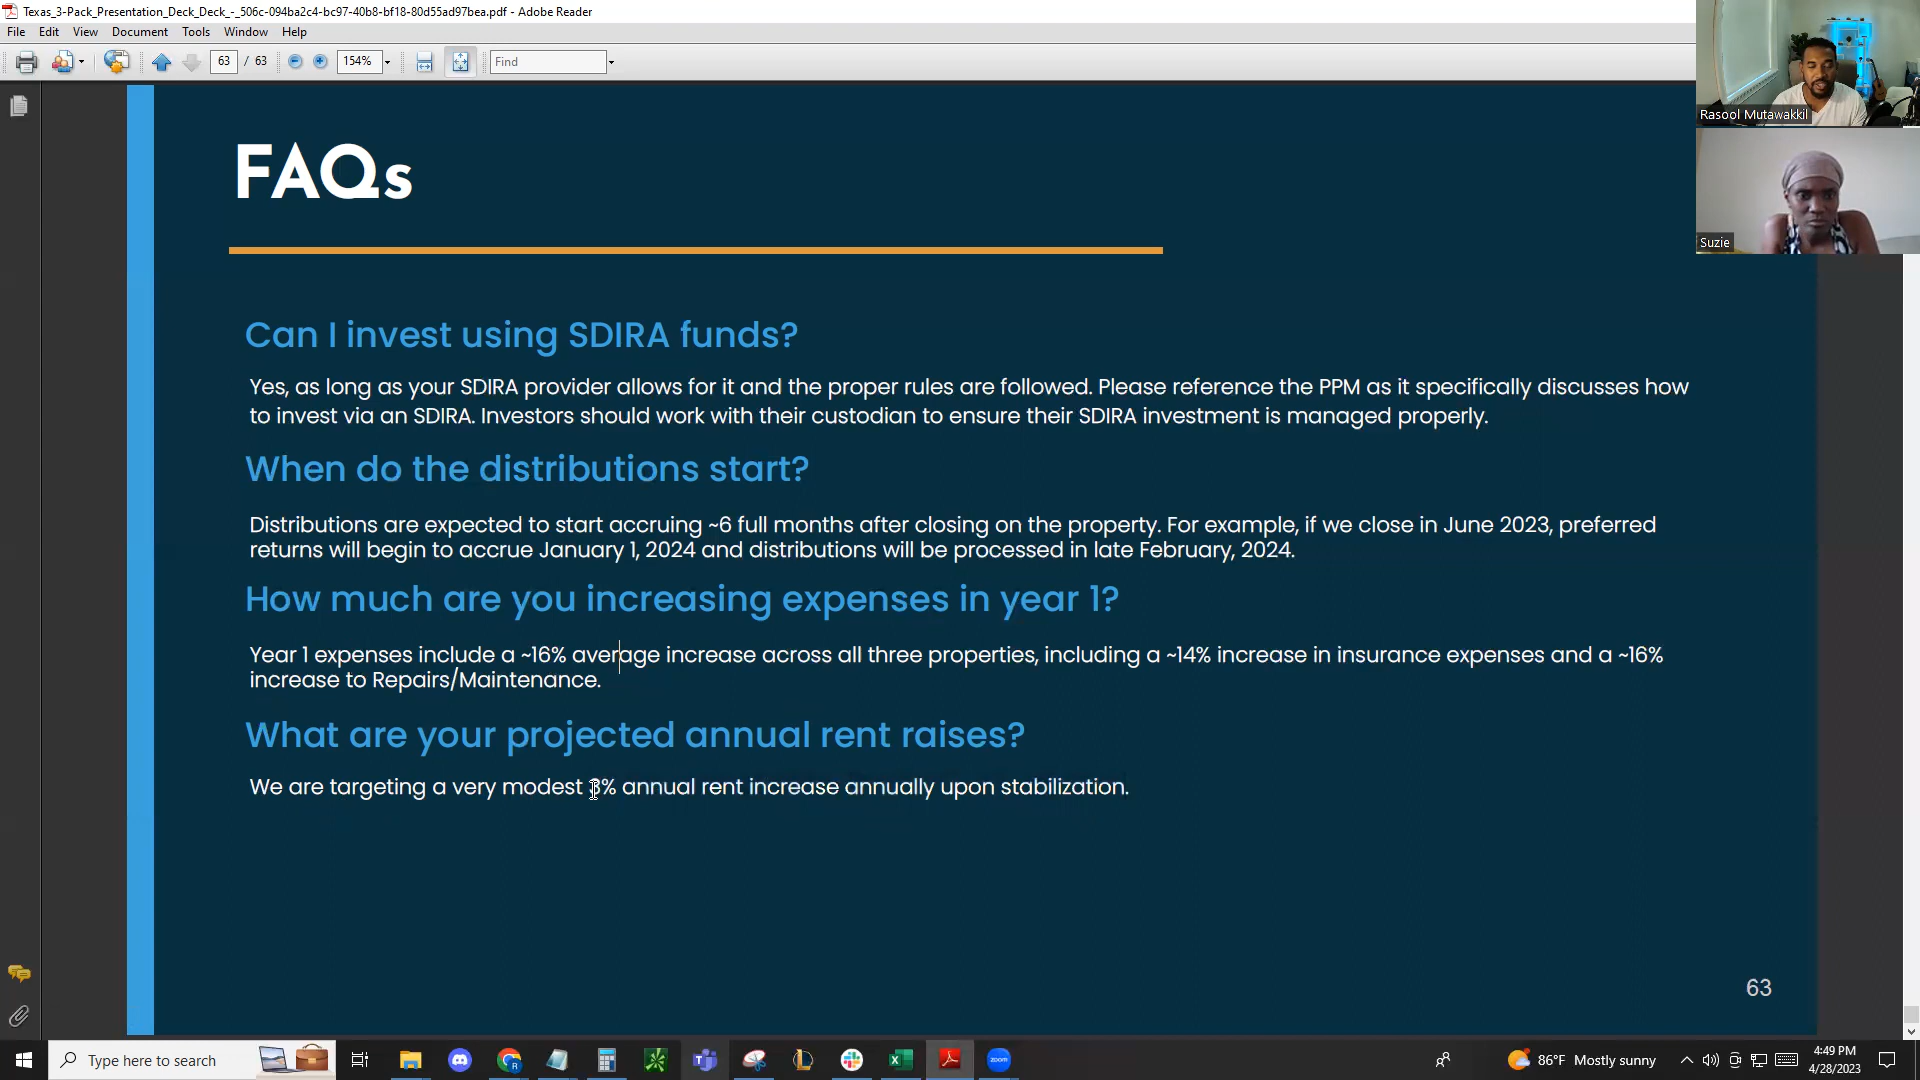 Texas_3-Pack_Presentation_Deck_Deck_-_506c-094ba2c4-bc97-40b8-bf18-80d55ad97bea.pdf - Adobe Reader
File Edit View Document Tools Window Help
63 / 63 154% Find
Rasool Mutawakkil
Suzie
FAQs
Can I invest using SDIRA funds?
Yes, as long as your SDIRA provider allows for it and the proper rules are followed. Please reference the PPM as it specifically discusses how
to invest via an SDIRA. Investors should work with their custodian to ensure their SDIRA investment is managed properly.
When do the distributions start?
Distributions are expected to start accruing ~6 full months after closing on the property. For example, if we close in June 2023, preferred
returns will begin to accrue January 1, 2024 and distributions will be processed in late February, 2024.
How much are you increasing expenses in year 1?
Year 1 expenses include a ~16% average increase across all three properties, including a ~14% increase in insurance expenses and a ~16%
increase to Repairs/Maintenance.
What are your projected annual rent raises?
We are targeting a very modest 3% annual rent increase annually upon stabilization.
63
Type here to search
zoom
86°F Mostly sunny
4:49 PM
4/28/2023